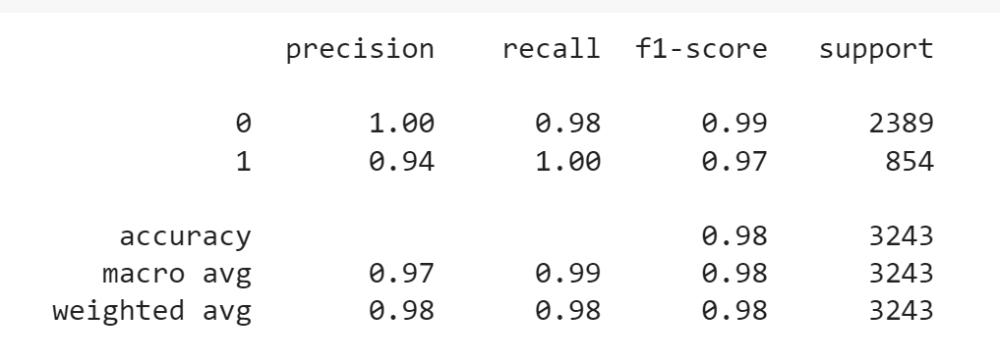 precision recall f1-score support
0 1.00 0.98 0.99 2389
1 0.94 1.00 0.97 854
accuracy 0.98 3243
macro avg 0.97 0.99 0.98 3243
weighted avg 0.98 0.98 0.98 3243